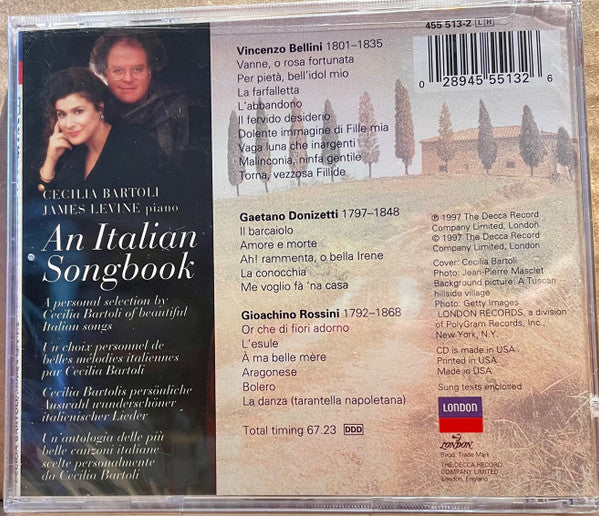 455 513-2 LH
0 28945 55132 6
Vincenzo Bellini 1801–1835
Vanne, o rosa fortunata
Per pietà, bell'idol mio
La farfalletta
L'abbandono
Il fervido desiderio
Dolente immagine di Fille mia
Vaga luna che inargenti
Malinconia, ninfa gentile
Torna, vezzosa Fillide
CECILIA BARTOLI
JAMES LEVINE piano
An Italian
Songbook
A personal selection by
Cecilia Bartoli of beautiful
Italian songs
Un choix personnel de
belles mélodies italiennes
par Cecilia Bartoli
Cecilia Bartolis persönliche
Auswahl wunderschöner
italienischer Lieder
Un'antologia delle più
belle canzoni italiane
scelte personalmente
da Cecilia Bartoli
Gaetano Donizetti 1797–1848
Il barcaiolo
Amore e morte
Ah! rammenta, o bella Irene
La conocchia
Me voglio fà 'na casa
Gioachino Rossini 1792–1868
Or che di fiori adorno
L'esule
À ma belle mère
Aragonese
Bolero
La danza (tarantella napoletana)
Total timing 67.23 DDD
℗ 1997 The Decca Record
Company Limited, London
© 1997 The Decca Record
Company Limited, London
Cover: Cecilia Bartoli
Photo: Jean-Pierre Masclet
Background picture: A Tuscan
hillside village
Photo: Getty Images
LONDON RECORDS, a division
of PolyGram Records, Inc.,
New York, N.Y.
CD is made in USA
Printed in USA
Made in USA
Sung texts enclosed
LONDON
London
Regd. Trade Mark
THE DECCA RECORD
COMPANY LIMITED
London, England